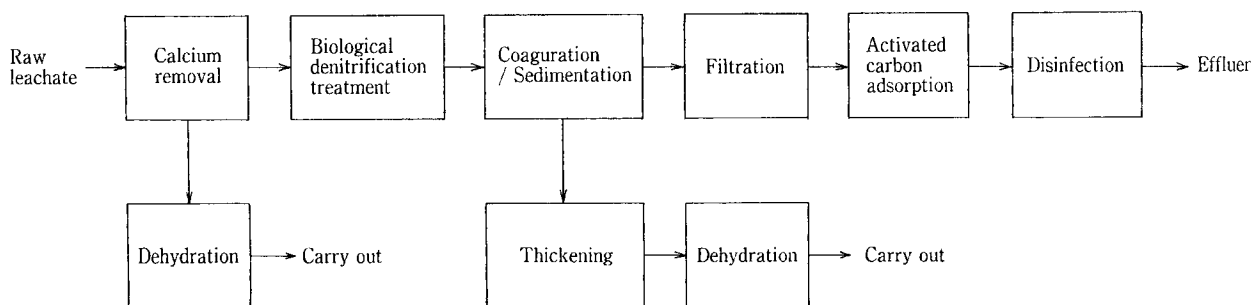 Raw
leachate
Calcium
removal
Biological
denitrification
treatment
Coaguration
/ Sedimentation
Filtration
Activated
carbon
adsorption
Disinfection
Effluer
Dehydration
Carry out
Thickening
Dehydration
Carry out